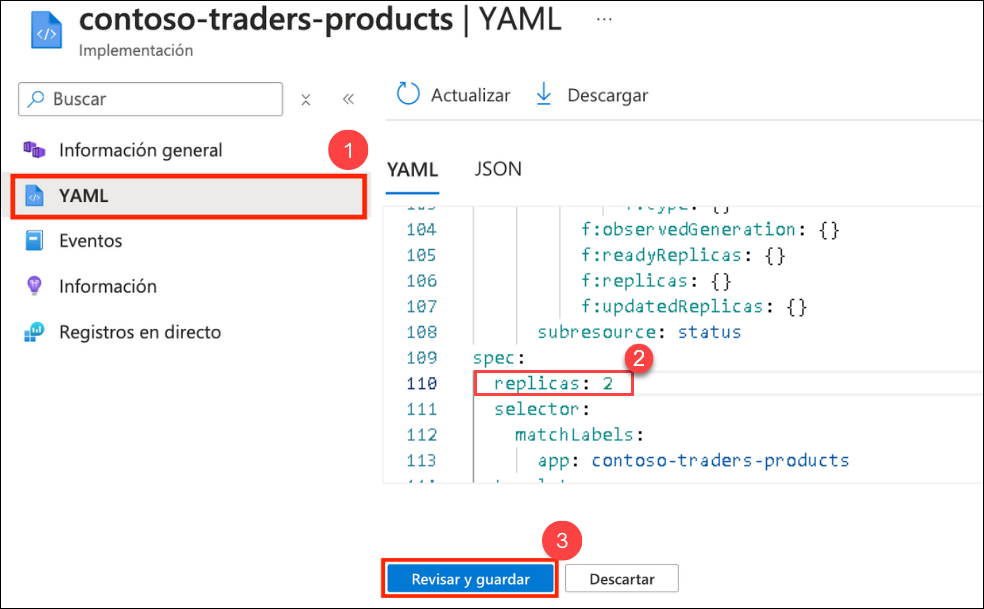 contoso-traders-products | YAML ...
Implementación
Buscar
Actualizar
Descargar
Información general
1
YAML
Eventos
Información
Registros en directo
YAML
JSON
104 f:observedGeneration: {}
105 f:readyReplicas: {}
106 f:replicas: {}
107 f:updatedReplicas: {}
108 subresource: status
109 spec:
2
110 replicas: 2
111 selector:
112 matchLabels:
113 app: contoso-traders-products
3
Revisar y guardar
Descartar